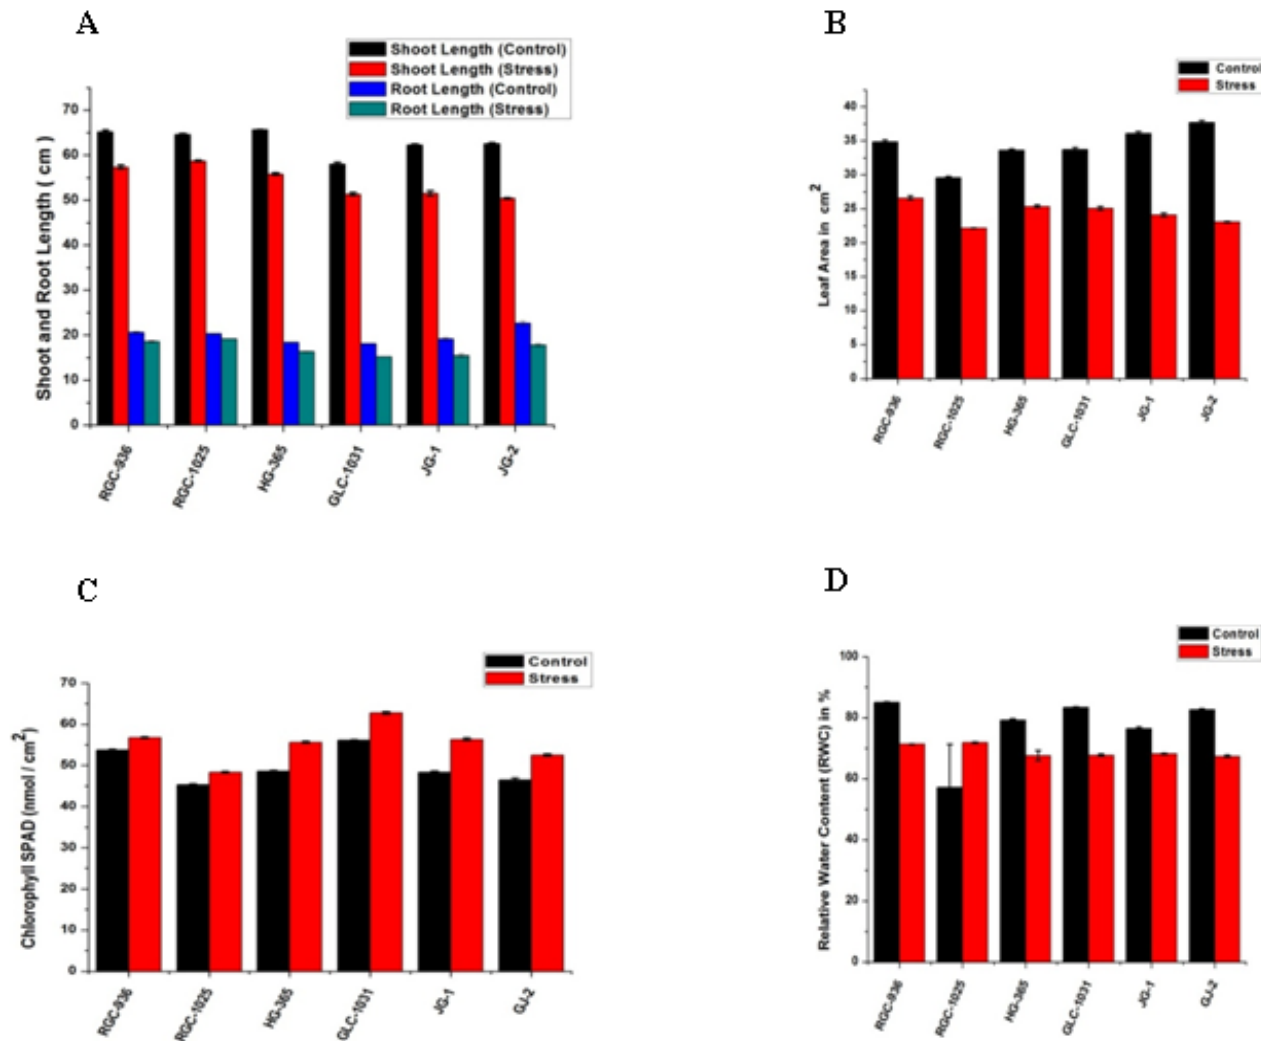 A
Shoot Length (Control)
Shoot Length (Stress)
Root Length (Control)
Root Length (Stress)
Shoot and Root Length ( cm )
70
60
50
40
30
20
10
0
RGC-936
RGC-1025
HG-365
GLC-1031
JG-1
JG-2
B
Control
Stress
Leaf Area in cm2
40
35
30
25
20
15
10
5
0
RGC-936
RGC-1025
HG-365
GLC-1031
JG-1
JG-2
C
Control
Stress
Chlorophyll SPAD (nmol / cm2)
70
60
50
40
30
20
10
0
RGC-936
RGC-1025
HG-365
GLC-1031
JG-1
GJ-2
D
Control
Stress
Relative Water Content (RWC) in %
100
80
60
40
20
0
RGC-936
RGC-1025
HG-365
GLC-1031
JG-1
GJ-2